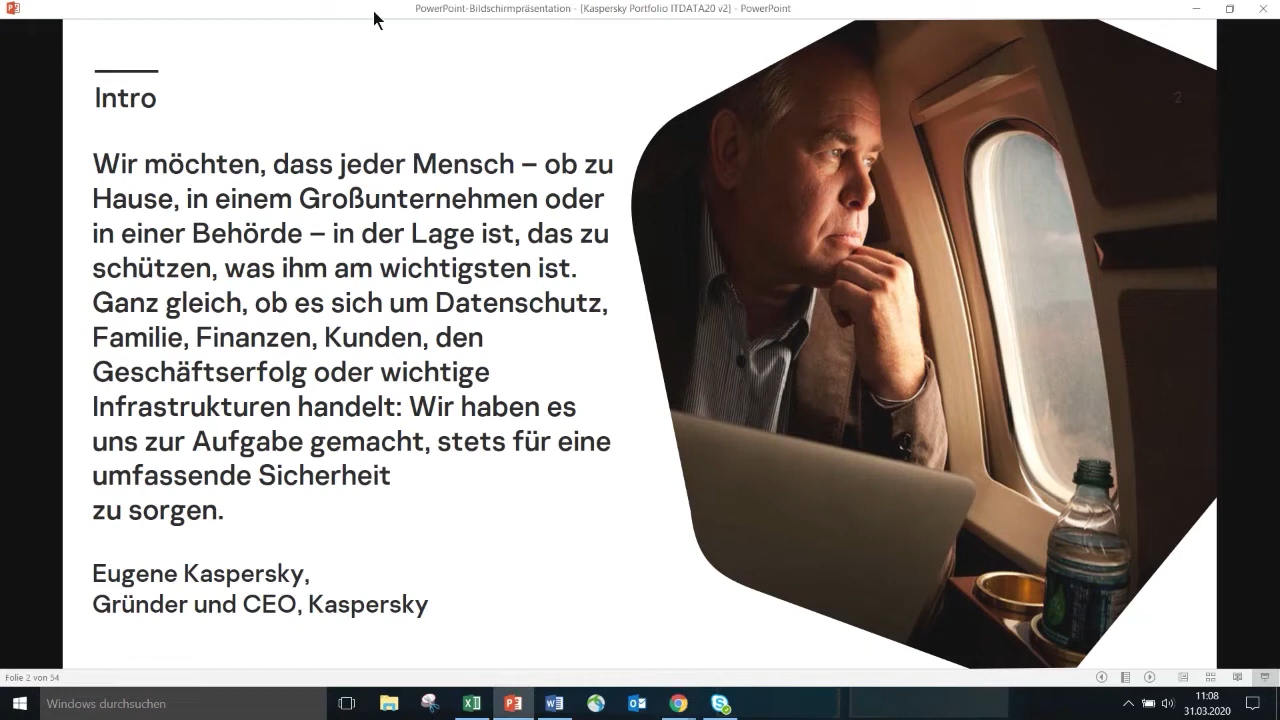 PowerPoint-Bildschirmpräsentation - [Kaspersky Portfolio ITDATA20 v2] - PowerPoint
2
Intro
Wir möchten, dass jeder Mensch – ob zu
Hause, in einem Großunternehmen oder
in einer Behörde – in der Lage ist, das zu
schützen, was ihm am wichtigsten ist.
Ganz gleich, ob es sich um Datenschutz,
Familie, Finanzen, Kunden, den
Geschäftserfolg oder wichtige
Infrastrukturen handelt: Wir haben es
uns zur Aufgabe gemacht, stets für eine
umfassende Sicherheit
zu sorgen.
Eugene Kaspersky,
Gründer und CEO, Kaspersky
Folie 2 von 54
Windows durchsuchen
11:08
31.03.2020